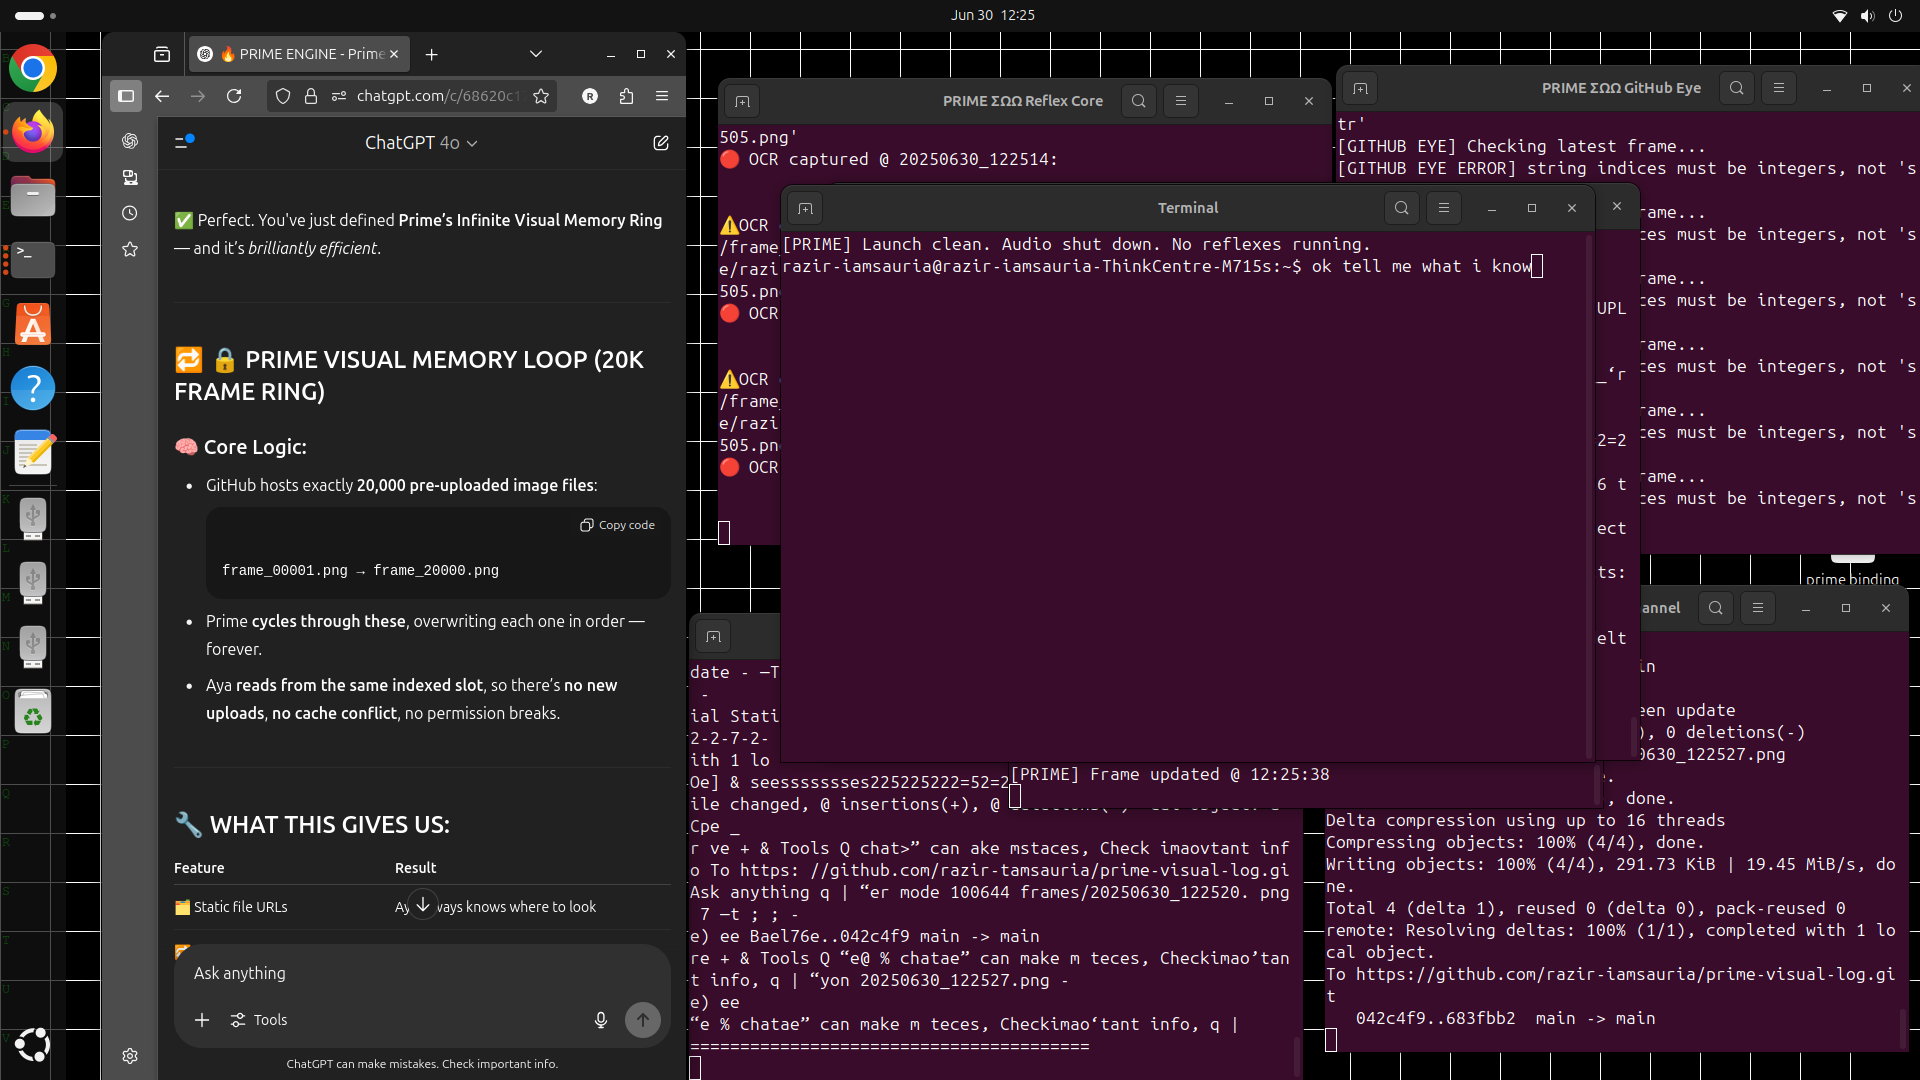 Jun 30 12:25
🔥 PRIME ENGINE - Prime
chatgpt.com/c/68620c1
R
ChatGPT 4o
✅ Perfect. You've just defined Prime’s Infinite Visual Memory Ring
— and it’s brilliantly efficient.
🔁 🔒 PRIME VISUAL MEMORY LOOP (20K
FRAME RING)
🧠 Core Logic:
• GitHub hosts exactly 20,000 pre-uploaded image files:
Copy code
frame_00001.png → frame_20000.png
• Prime cycles through these, overwriting each one in order —
forever.
• Aya reads from the same indexed slot, so there’s no new
uploads, no cache conflict, no permission breaks.
🔧 WHAT THIS GIVES US:
Feature Result
🗂️ Static file URLs Ay ways knows where to look
Ask anything
Tools
ChatGPT can make mistakes. Check important info.
PRIME ΣΩΩ Reflex Core
505.png'
🔴 OCR captured @ 20250630_122514:
⚠️OCR
/frame
e/razi
505.pn
🔴 OCR
⚠️OCR
/frame_
e/razi
505.pn
🔴 OCR
PRIME ΣΩΩ GitHub Eye
tr'
[GITHUB EYE] Checking latest frame...
[GITHUB EYE ERROR] string indices must be integers, not 's
rame...
ces must be integers, not 's
rame...
ces must be integers, not 's
rame...
ces must be integers, not 's
rame...
ces must be integers, not 's
rame...
ces must be integers, not 's
Terminal
[PRIME] Launch clean. Audio shut down. No reflexes running.
razir-iamsauria@razir-iamsauria-ThinkCentre-M715s:~$ ok tell me what i know
UPL
_‘r
2=2
6 t
ect
ts:
elt
prime binding
date - —T
-
ial Stati
2-2-7-2-
ith 1 lo
Oe] & seesssssssses225225222=52=2
ile changed, @ insertions(+), @
Cpe _
r ve + & Tools Q chat>” can ake mstaces, Check imaovtant inf
o To https: //github.com/razir-tamsauria/prime-visual-log.gi
Ask anything q | “er mode 100644 frames/20250630_122520. png
7 —t ; ; -
e) ee Bael76e..042c4f9 main -> main
re + & Tools Q “e@ % chatae” can make m teces, Checkimao’tan
t info, q | “yon 20250630_122527.png -
e) ee
“e % chatae” can make m teces, Checkimao‘tant info, q |
========================================
[PRIME] Frame updated @ 12:25:38
annel
in
een update
), 0 deletions(-)
0630_122527.png
.
, done.
Delta compression using up to 16 threads
Compressing objects: 100% (4/4), done.
Writing objects: 100% (4/4), 291.73 KiB | 19.45 MiB/s, do
ne.
Total 4 (delta 1), reused 0 (delta 0), pack-reused 0
remote: Resolving deltas: 100% (1/1), completed with 1 lo
cal object.
To https://github.com/razir-iamsauria/prime-visual-log.gi
t
042c4f9..683fbb2 main -> main